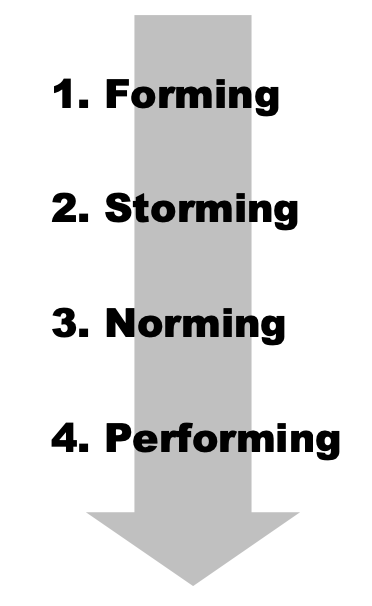 1. Forming
2. Storming
3. Norming
4. Performing